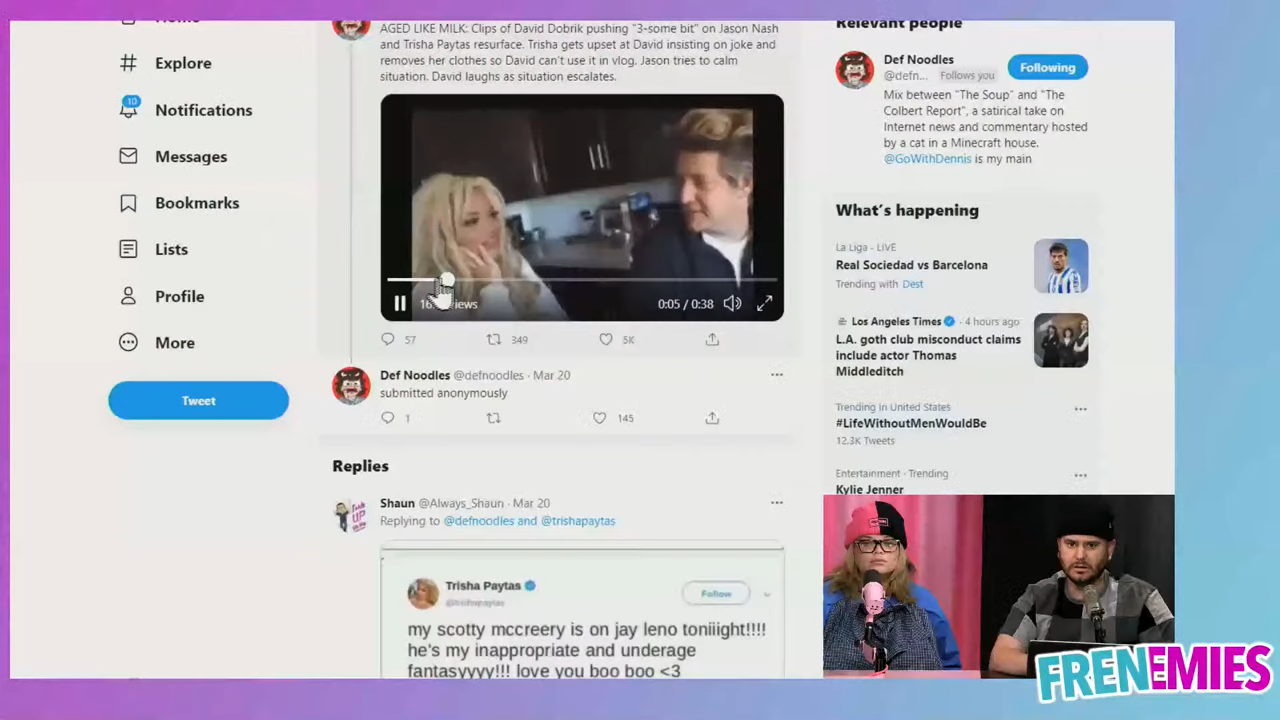 Home
Explore
10
Notifications
Messages
Bookmarks
Lists
Profile
More
Tweet
AGED LIKE MILK: Clips of David Dobrik pushing "3-some bit" on Jason Nash
and Trisha Paytas resurface. Trisha gets upset at David insisting on joke and
removes her clothes so David can't use it in vlog. Jason tries to calm
situation. David laughs as situation escalates.
0:05 / 0:38
57
349
5K
Def Noodles @defnoodles · Mar 20
submitted anonymously
1
145
Replies
Shaun @Always_Shaun · Mar 20
Replying to @defnoodles and @trishapaytas
Trisha Paytas
@trishapaytas
Follow
my scotty mccreery is on jay leno toniiight!!!!
he's my inappropriate and underage
fantasyyyy!!! love you boo boo <3
Relevant people
Def Noodles
@defn... Follows you
Following
Mix between "The Soup" and "The
Colbert Report", a satirical take on
Internet news and commentary hosted
by a cat in a Minecraft house.
@GoWithDennis is my main
What's happening
La Liga · LIVE
Real Sociedad vs Barcelona
Trending with Dest
Los Angeles Times · 4 hours ago
L.A. goth club misconduct claims
include actor Thomas
Middleditch
Trending in United States
#LifeWithoutMenWouldBe
12.3K Tweets
Entertainment · Trending
Kylie Jenner
FRENEMIES